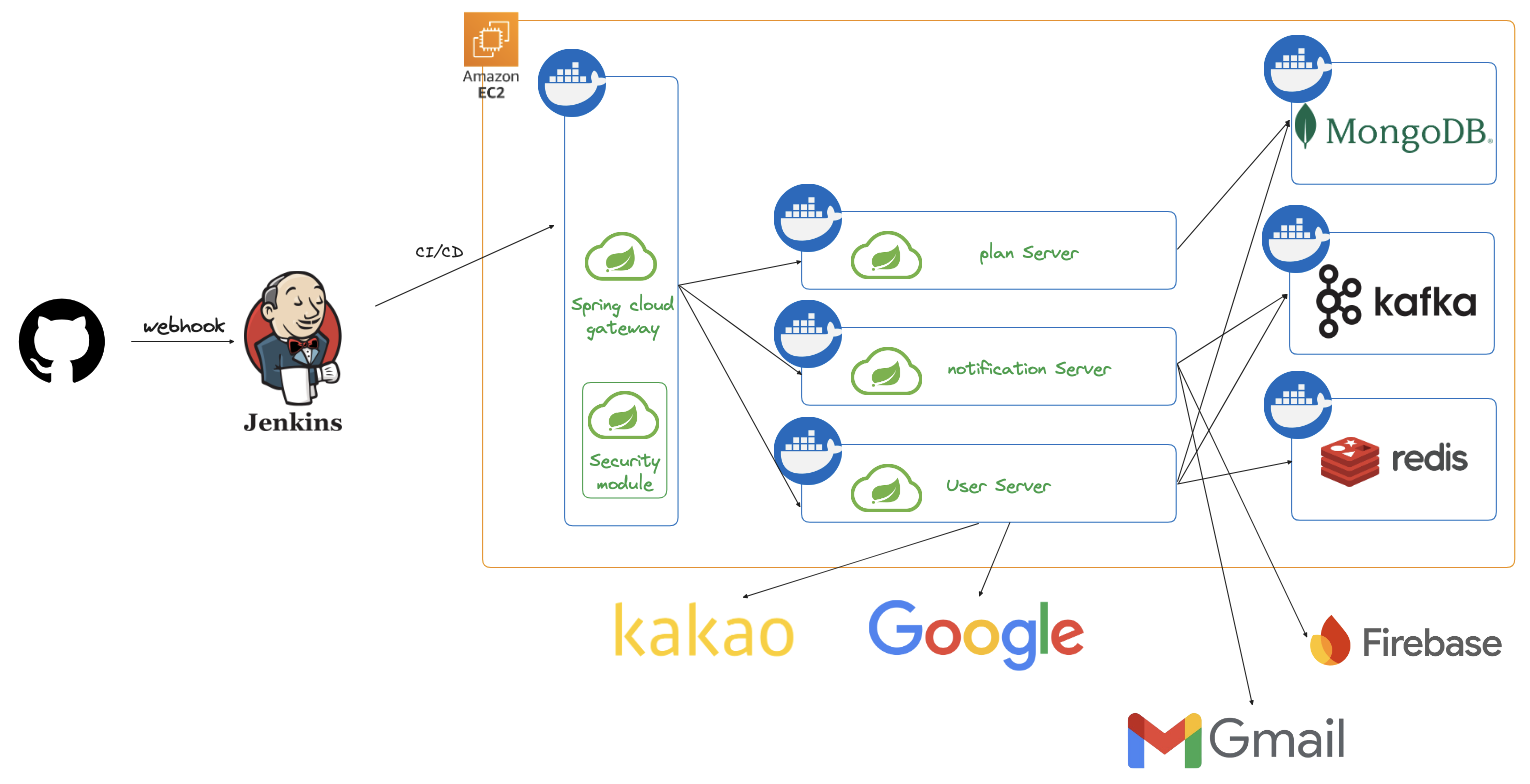 Amazon
EC2
MongoDB®
plan Server
CI/CD
Spring cloud
gateway
kafka
webhook
notification Server
Jenkins
Security
module
User Server
redis
kakao
Google
Firebase
Gmail